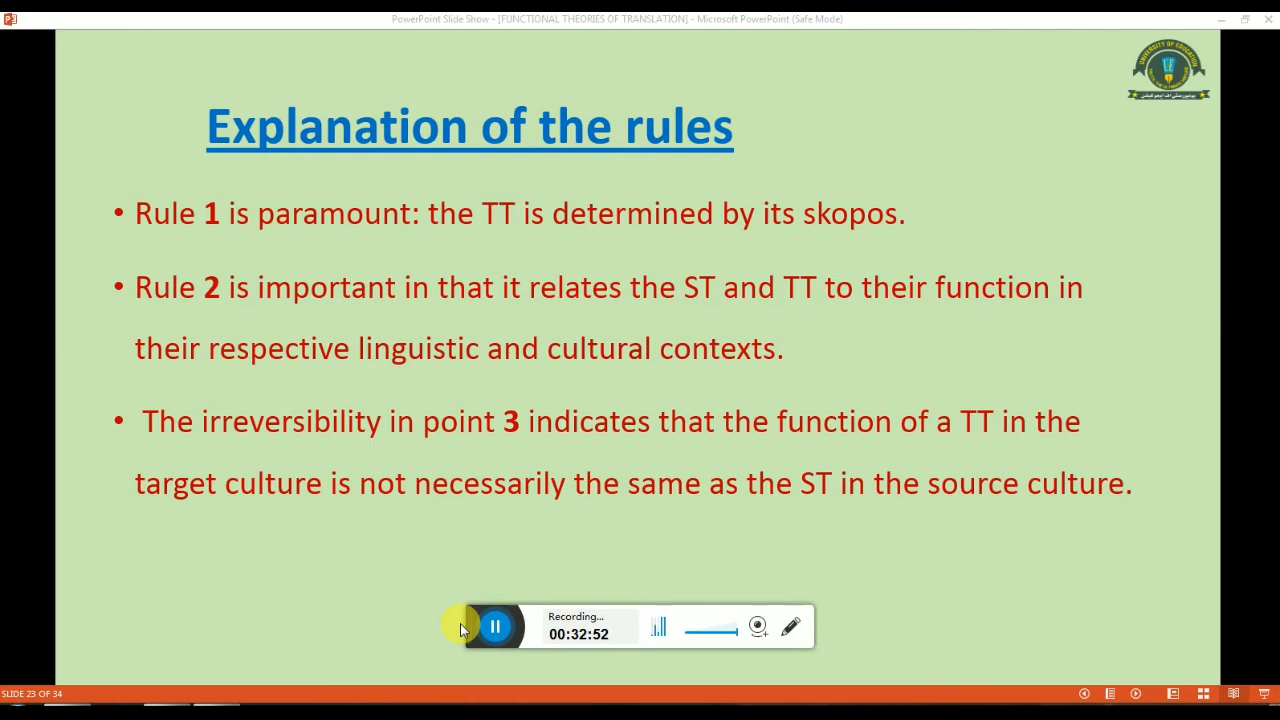 PowerPoint Slide Show - [FUNCTIONAL THEORIES OF TRANSLATION] - Microsoft PowerPoint (Safe Mode)
UNIVERSITY OF EDUCATION
Explanation of the rules
• Rule 1 is paramount: the TT is determined by its skopos.
• Rule 2 is important in that it relates the ST and TT to their function in
their respective linguistic and cultural contexts.
• The irreversibility in point 3 indicates that the function of a TT in the
target culture is not necessarily the same as the ST in the source culture.
Recording...
00:32:52
SLIDE 23 OF 34